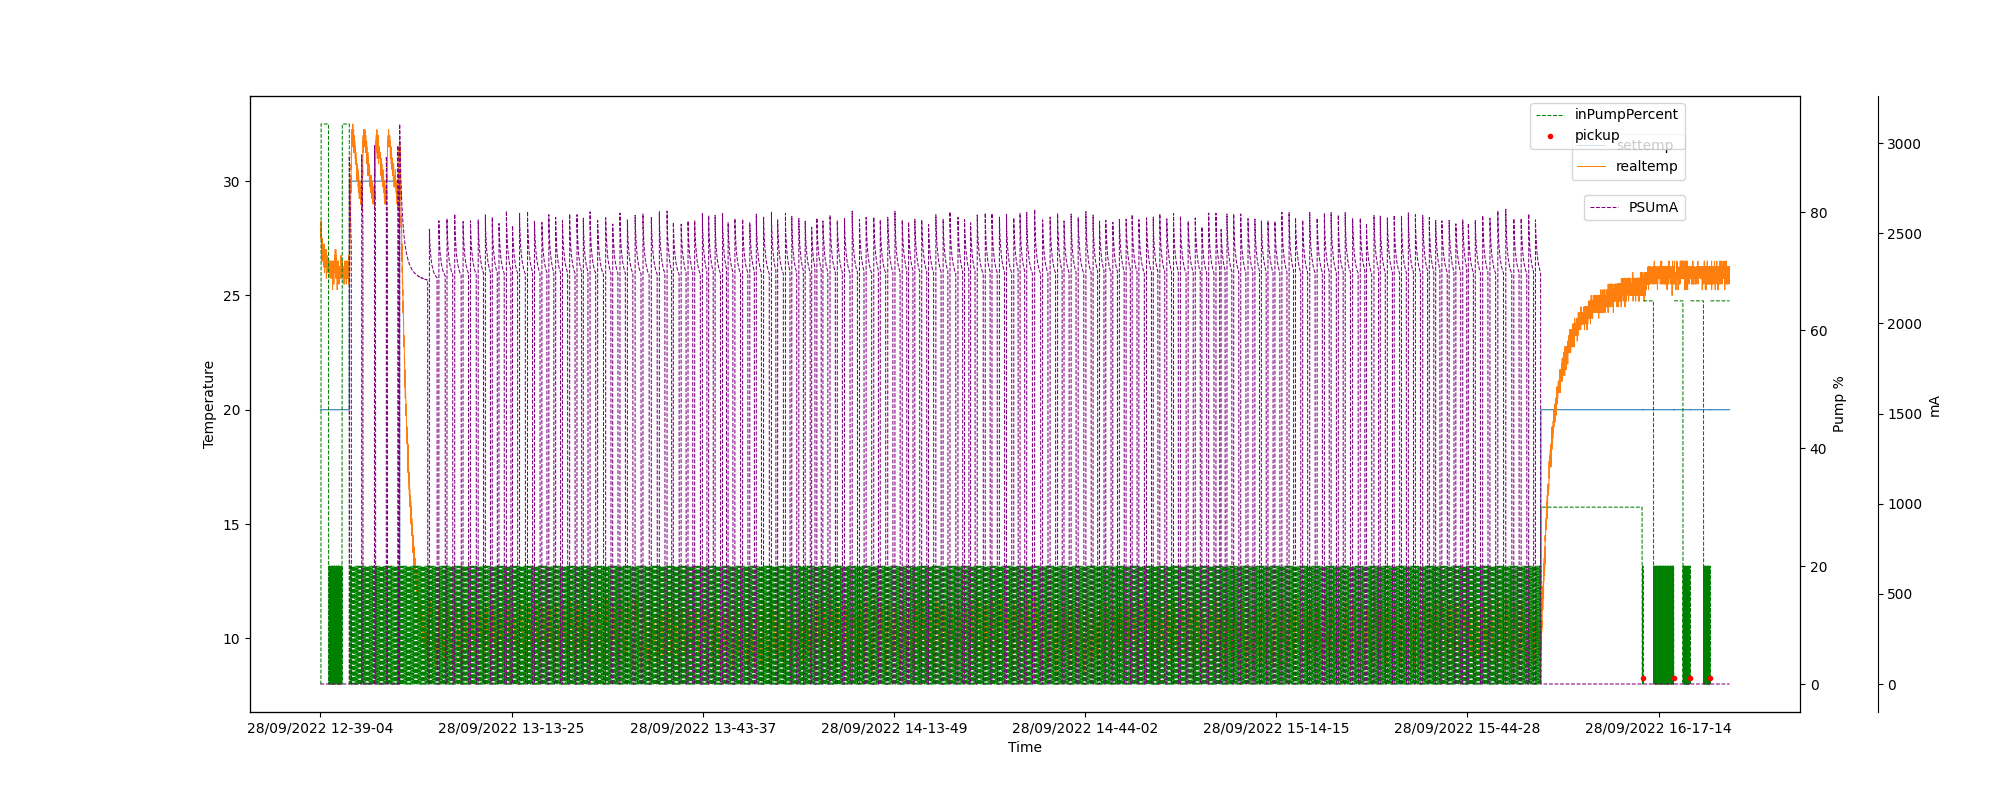 inPumpPercent
pickup
settemp
realtemp
PSUmA
30
25
20
15
10
Temperature
80
60
40
20
0
Pump %
3000
2500
2000
1500
1000
500
0
mA
28/09/2022 12-39-04
28/09/2022 13-13-25
28/09/2022 13-43-37
28/09/2022 14-13-49
28/09/2022 14-44-02
28/09/2022 15-14-15
28/09/2022 15-44-28
28/09/2022 16-17-14
Time